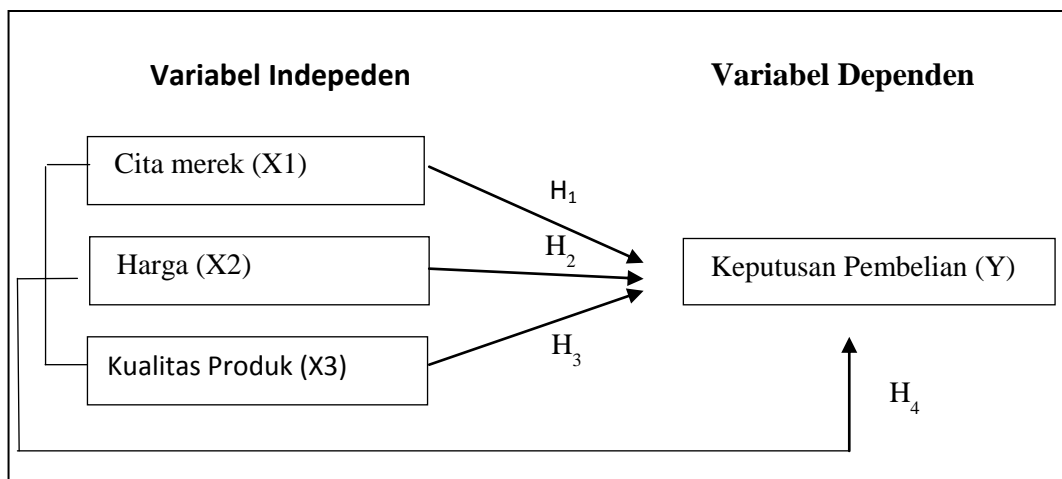 Variabel Indepeden
Variabel Dependen
Cita merek (X1)
H₁
H₂
Harga (X2)
Keputusan Pembelian (Y)
H₃
Kualitas Produk (X3)
H₄